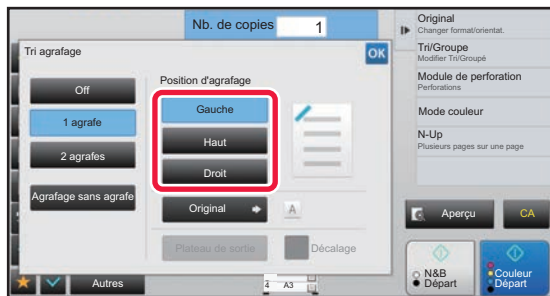 Nb. de copies 1
Tri agrafage
OK
Off
1 agrafe
2 agrafes
Agrafage sans agrafe
Position d'agrafage
Gauche
Haut
Droit
Original
A
Plateau de sortie
Décalage
Autres
4 A3
Original
Changer format/orientat.
Tri/Groupe
Modifier Tri/Groupé
Module de perforation
Perforations
Mode couleur
N-Up
Plusieurs pages sur une page
Aperçu
CA
N&B
Départ
Couleur
Départ